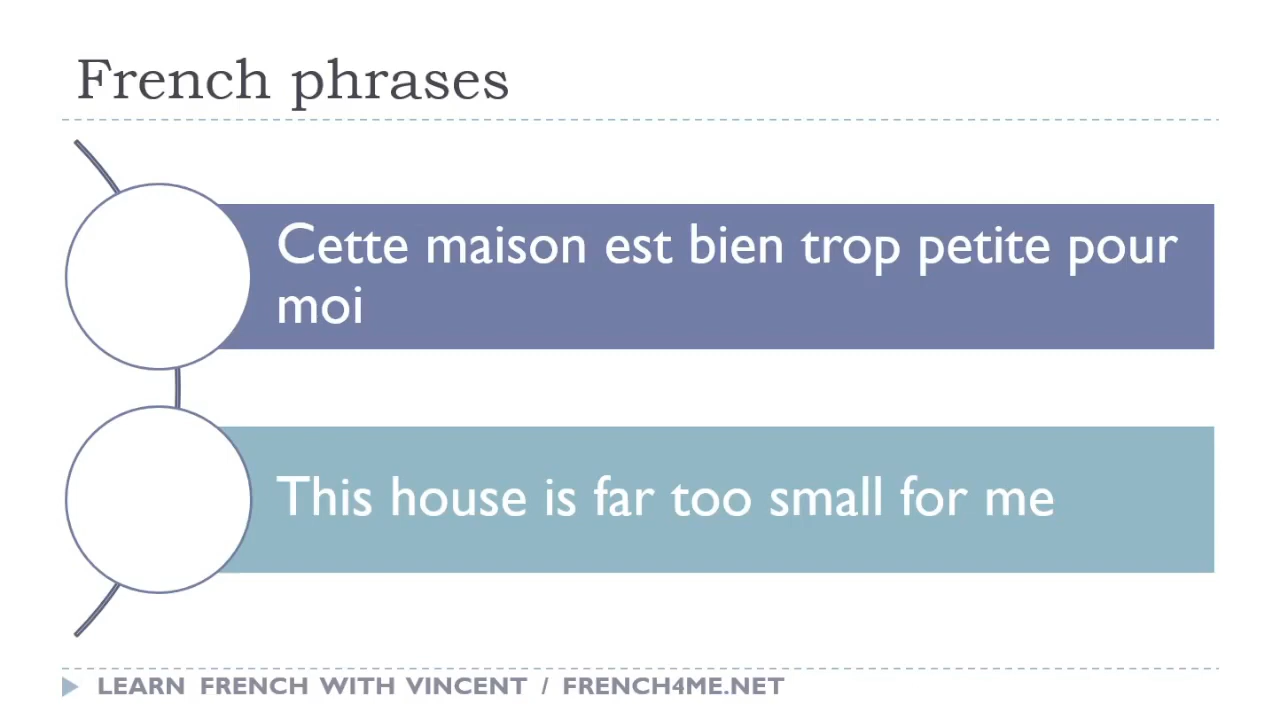 French phrases
Cette maison est bien trop petite pour
moi
This house is far too small for me
LEARN FRENCH WITH VINCENT / FRENCH4ME.NET